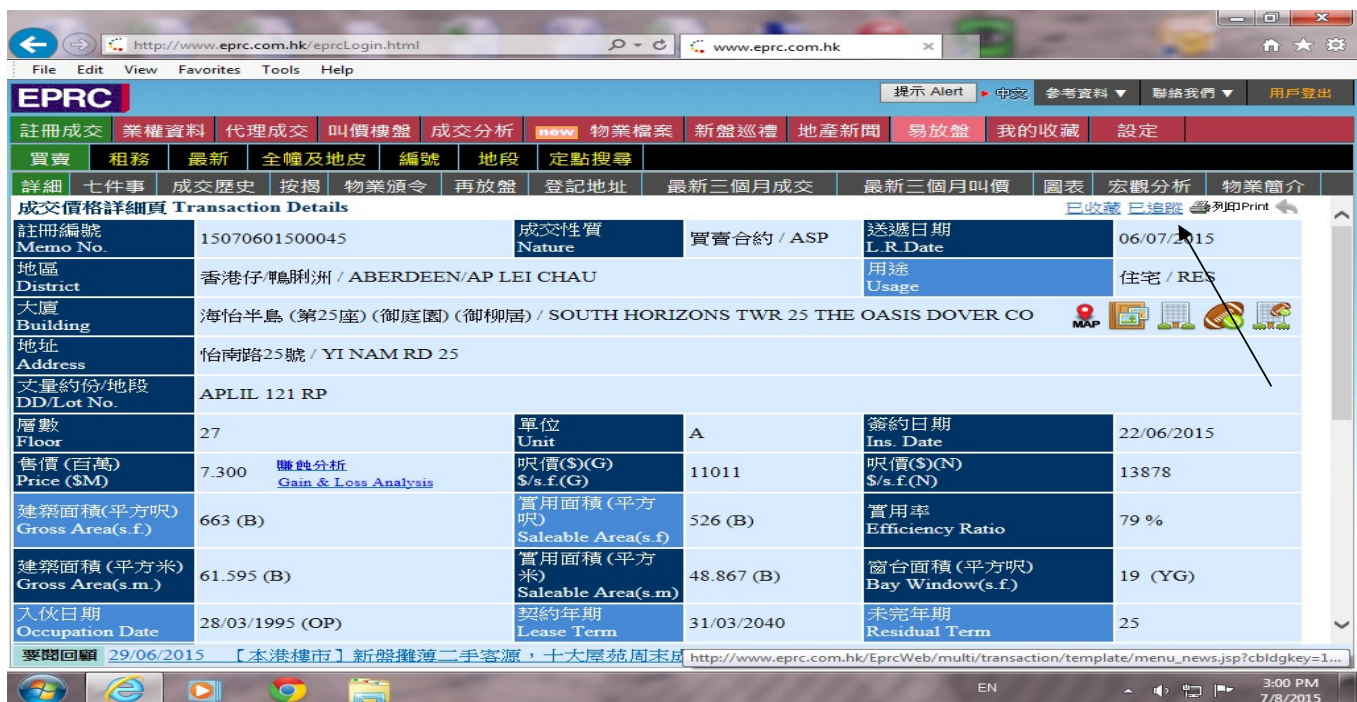 http://www.eprc.com.hk/eprcLogin.html
www.eprc.com.hk
File Edit View Favorites Tools Help
EPRC
提示 Alert 中文 參考資料 ▼ 聯絡我們 ▼ 用戶登出
註冊成交 業權資料 代理成交 叫價樓盤 成交分析 new 物業檔案 新盤巡禮 地產新聞 易放盤 我的收藏 設定
買賣 租務 最新 全幢及地皮 編號 地段 定點搜尋
詳細 七件事 成交歷史 按揭 物業頒令 再放盤 登記地址 最新三個月成交 最新三個月叫價 圖表 宏觀分析 物業簡介
成交價格詳細頁 Transaction Details 已收藏 已追蹤 列印Print
註冊編號
Memo No.
15070601500045
成交性質
Nature
買賣合約 / ASP
送遞日期
L.R.Date
06/07/2015
地區
District
香港仔/鴨脷洲 / ABERDEEN/AP LEI CHAU
用途
Usage
住宅 / RES
大廈
Building
海怡半島 (第25座) (御庭園) (御柳居) / SOUTH HORIZONS TWR 25 THE OASIS DOVER CO
MAP
地址
Address
怡南路25號 / YI NAM RD 25
丈量約份/地段
DD/Lot No.
APLIL 121 RP
層數
Floor
27
單位
Unit
A
簽約日期
Ins. Date
22/06/2015
售價 (百萬)
Price ($M)
7.300
賺蝕分析
Gain & Loss Analysis
呎價($)(G)
$/s.f.(G)
11011
呎價($)(N)
$/s.f.(N)
13878
建築面積(平方呎)
Gross Area(s.f.)
663 (B)
實用面積 (平方
呎)
Saleable Area(s.f)
526 (B)
實用率
Efficiency Ratio
79 %
建築面積 (平方米)
Gross Area(s.m.)
61.595 (B)
實用面積 (平方
米)
Saleable Area(s.m)
48.867 (B)
窗台面積 (平方呎)
Bay Window(s.f.)
19 (YG)
入伙日期
Occupation Date
28/03/1995 (OP)
契約年期
Lease Term
31/03/2040
未完年期
Residual Term
25
要聞回顧 29/06/2015 【本港樓市】新盤攤薄二手客源，十大屋苑周末成
http://www.eprc.com.hk/EprcWeb/multi/transaction/template/menu_news.jsp?cbldgkey=1...
EN
3:00 PM
7/8/2015